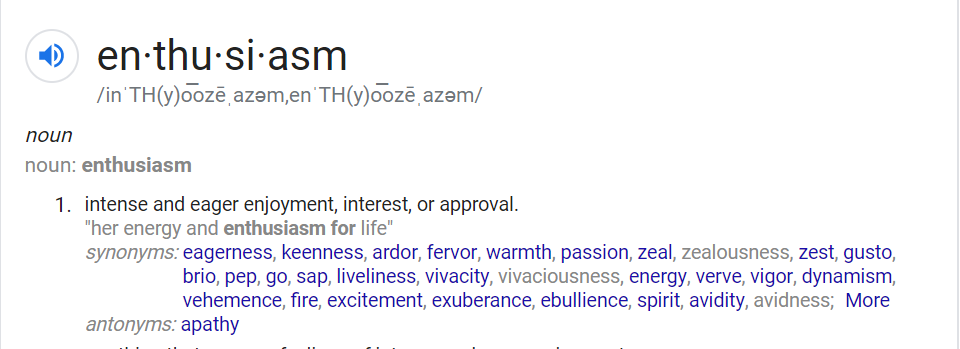 en·thu·si·asm
/inˈTH(y)o͞ozēˌazəm,enˈTH(y)o͞ozēˌazəm/
noun
noun: enthusiasm
1. intense and eager enjoyment, interest, or approval.
"her energy and enthusiasm for life"
synonyms: eagerness, keenness, ardor, fervor, warmth, passion, zeal, zealousness, zest, gusto,
brio, pep, go, sap, liveliness, vivacity, vivaciousness, energy, verve, vigor, dynamism,
vehemence, fire, excitement, exuberance, ebullience, spirit, avidity, avidness; More
antonyms: apathy